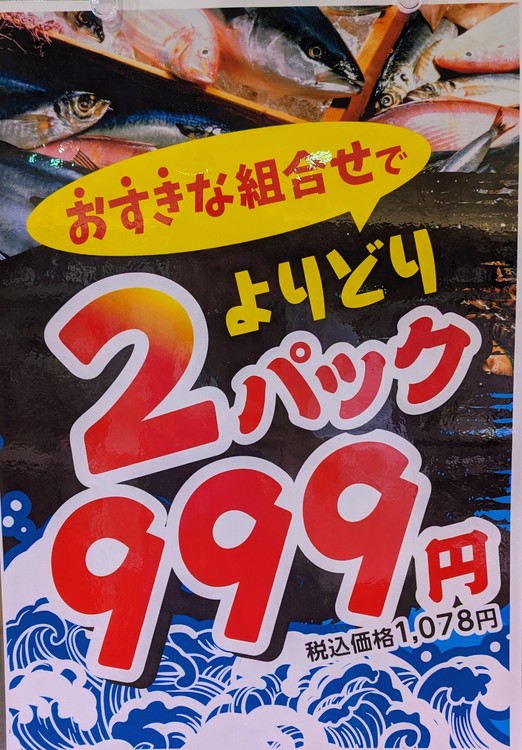 おすきな組合せで
よりどり
2パック
999円
税込価格1,078円